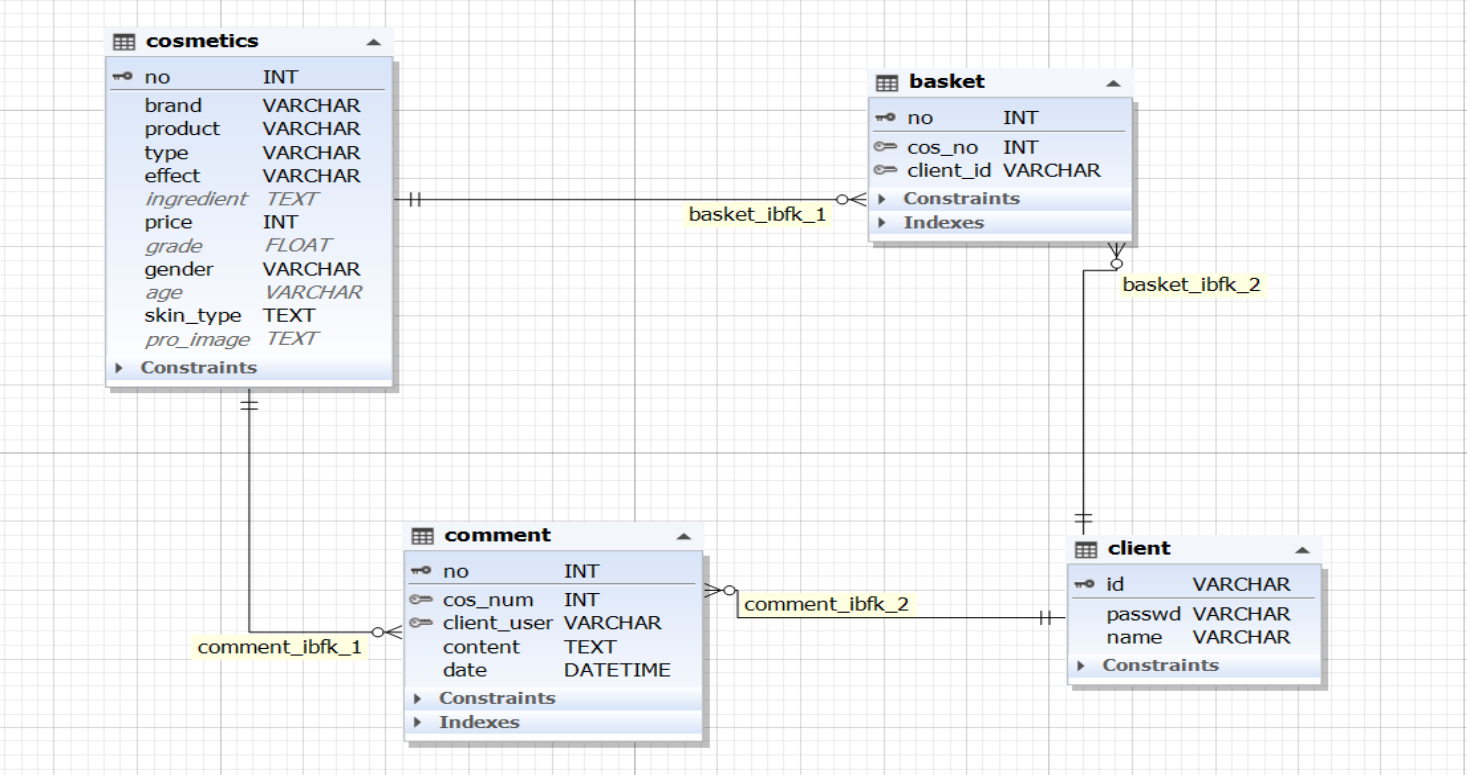 cosmetics
no INT
brand VARCHAR
product VARCHAR
type VARCHAR
effect VARCHAR
ingredient TEXT
price INT
grade FLOAT
gender VARCHAR
age VARCHAR
skin_type TEXT
pro_image TEXT
Constraints
basket_ibfk_1
basket
no INT
cos_no INT
client_id VARCHAR
Constraints
Indexes
basket_ibfk_2
comment_ibfk_1
comment
no INT
cos_num INT
client_user VARCHAR
content TEXT
date DATETIME
Constraints
Indexes
comment_ibfk_2
client
id VARCHAR
passwd VARCHAR
name VARCHAR
Constraints